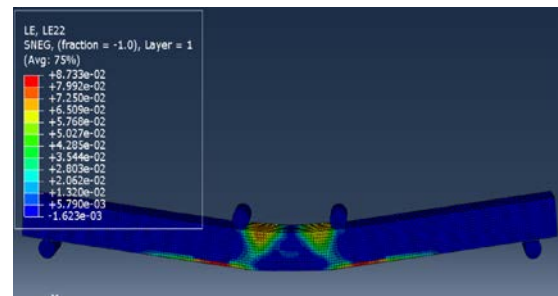 LE, LE22
SNEG, (fraction = -1.0), Layer = 1
(Avg: 75%)
+8.733e-02
+7.992e-02
+7.250e-02
+6.509e-02
+5.768e-02
+5.027e-02
+4.285e-02
+3.544e-02
+2.803e-02
+2.062e-02
+1.320e-02
+5.790e-03
-1.623e-03